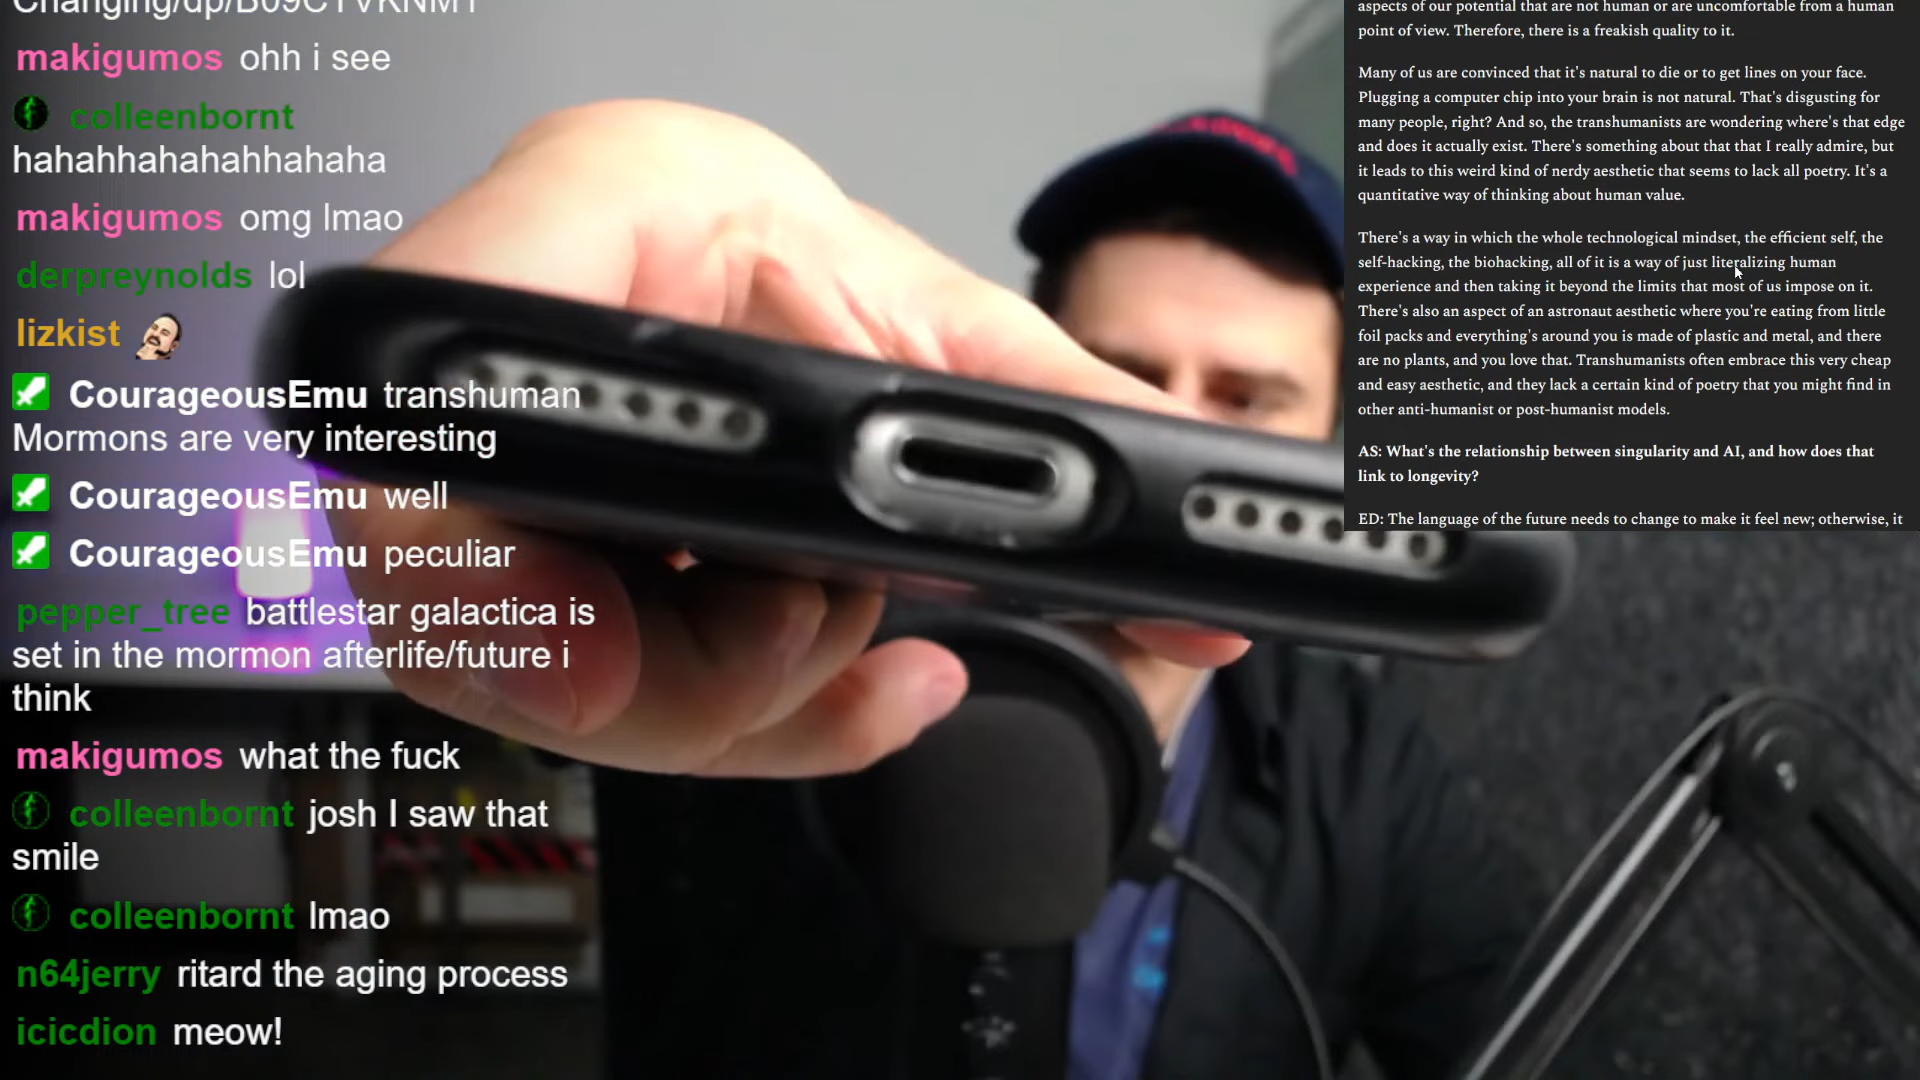 makigumos ohh i see
colleenbornt
hahahhahahahhahaha
makigumos omg lmao
derpreynolds lol
lizkist
CourageousEmu transhuman
Mormons are very interesting
CourageousEmu well
CourageousEmu peculiar
pepper_tree battlestar galactica is
set in the mormon afterlife/future i
think
makigumos what the fuck
colleenbornt josh I saw that
smile
colleenbornt lmao
n64jerry ritard the aging process
icicdion meow!
aspects of our potential that are not human or are uncomfortable from a human
point of view. Therefore, there is a freakish quality to it.
Many of us are convinced that it's natural to die or to get lines on your face.
Plugging a computer chip into your brain is not natural. That's disgusting for
many people, right? And so, the transhumanists are wondering where's that edge
and does it actually exist. There's something about that that I really admire, but
it leads to this weird kind of nerdy aesthetic that seems to lack all poetry. It's a
quantitative way of thinking about human value.
There's a way in which the whole technological mindset, the efficient self, the
self-hacking, the biohacking, all of it is a way of just literalizing human
experience and then taking it beyond the limits that most of us impose on it.
There's also an aspect of an astronaut aesthetic where you're eating from little
foil packs and everything's around you is made of plastic and metal, and there
are no plants, and you love that. Transhumanists often embrace this very cheap
and easy aesthetic, and they lack a certain kind of poetry that you might find in
other anti-humanist or post-humanist models.
AS: What's the relationship between singularity and AI, and how does that
link to longevity?
ED: The language of the future needs to change to make it feel new; otherwise, it